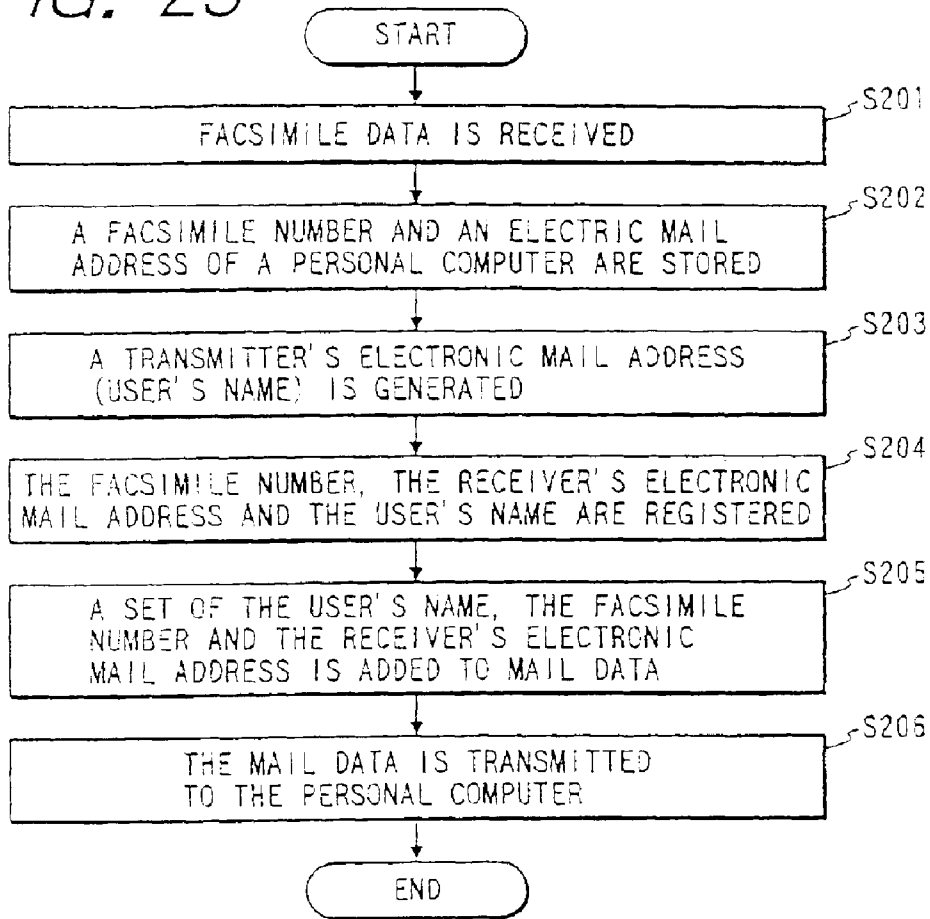 FIG. 25
START
S201
FACSIMILE DATA IS RECEIVED
S202
A FACSIMILE NUMBER AND AN ELECTRIC MAIL
ADDRESS OF A PERSONAL COMPUTER ARE STORED
S203
A TRANSMITTER'S ELECTRONIC MAIL ADDRESS
(USER'S NAME) IS GENERATED
S204
THE FACSIMILE NUMBER, THE RECEIVER'S ELECTRONIC
MAIL ADDRESS AND THE USER'S NAME ARE REGISTERED
S205
A SET OF THE USER'S NAME, THE FACSIMILE
NUMBER AND THE RECEIVER'S ELECTRONIC
MAIL ADDRESS IS ADDED TO MAIL DATA
S206
THE MAIL DATA IS TRANSMITTED
TO THE PERSONAL COMPUTER
END